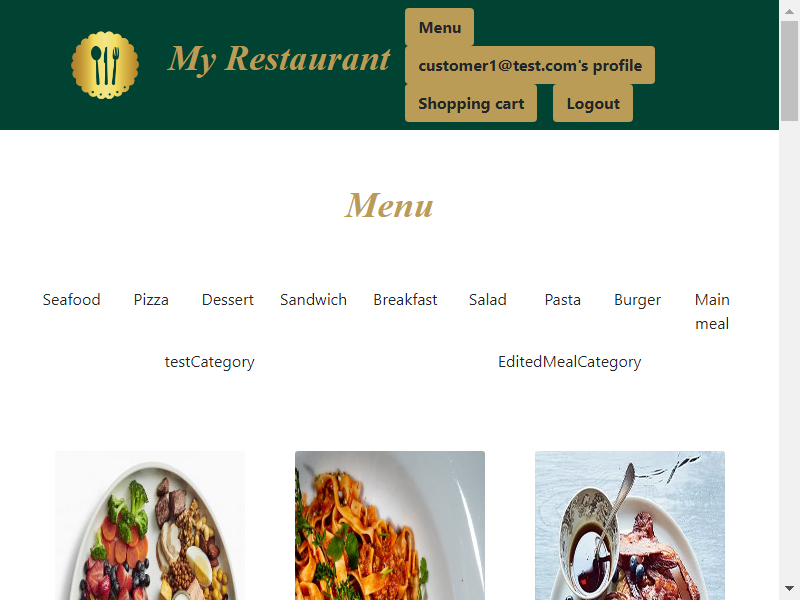 My Restaurant
Menu
customer1@test.com's profile
Shopping cart
Logout
Menu
Seafood
Pizza
Dessert
Sandwich
Breakfast
Salad
Pasta
Burger
Main
meal
testCategory
EditedMealCategory